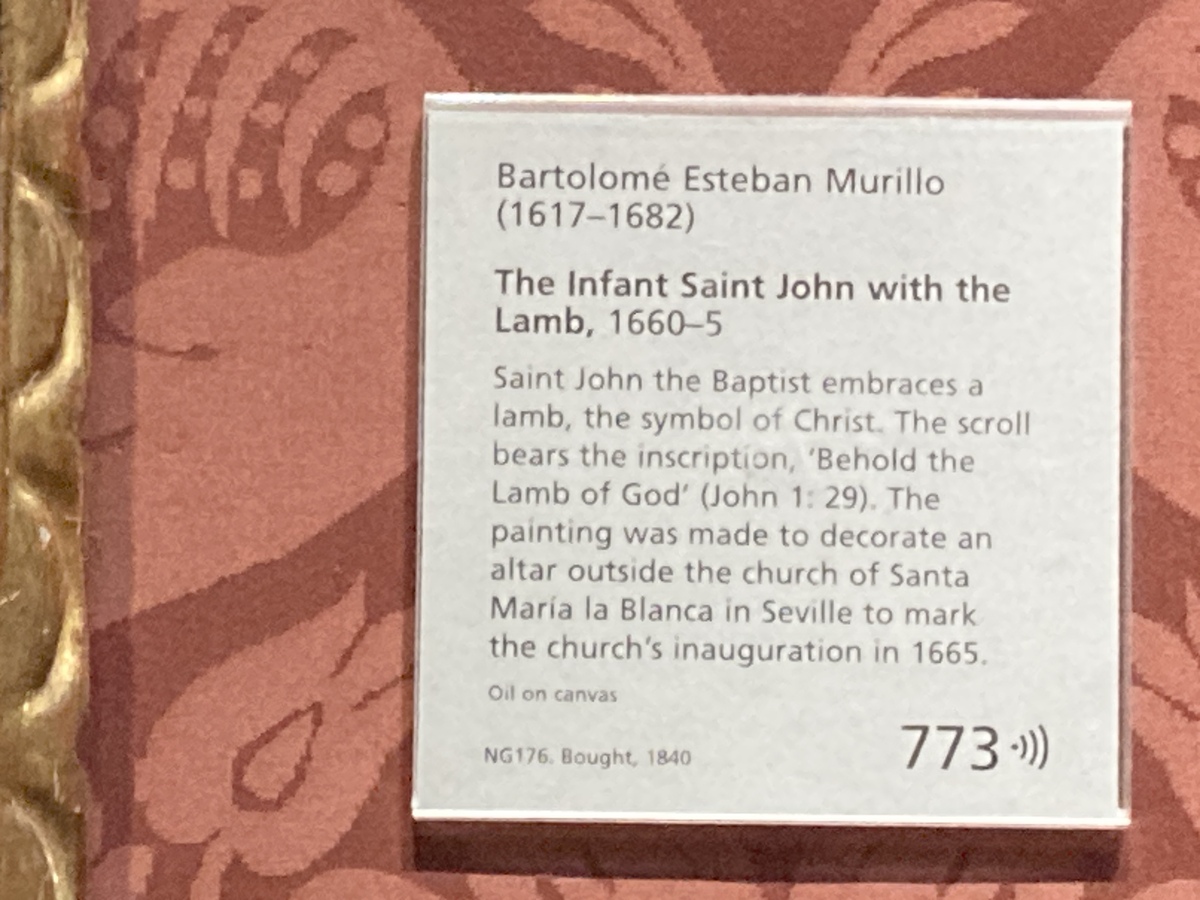 Bartolomé Esteban Murillo
(1617–1682)
The Infant Saint John with the
Lamb, 1660–5
Saint John the Baptist embraces a
lamb, the symbol of Christ. The scroll
bears the inscription, ‘Behold the
Lamb of God’ (John 1: 29). The
painting was made to decorate an
altar outside the church of Santa
María la Blanca in Seville to mark
the church’s inauguration in 1665.
Oil on canvas
NG176. Bought, 1840
773